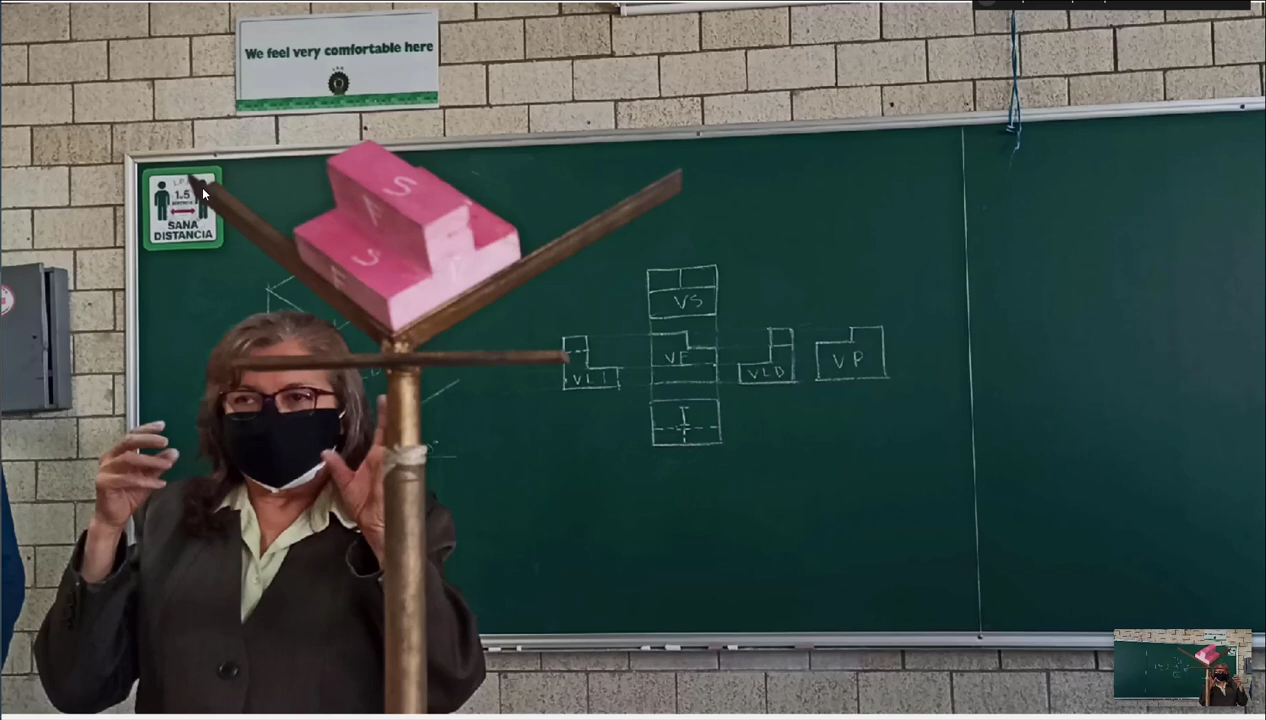 We feel very comfortable here
1.5
SANA
DISTANCIA
S
F
S
F
VS
VLI
VF
VLD
VP